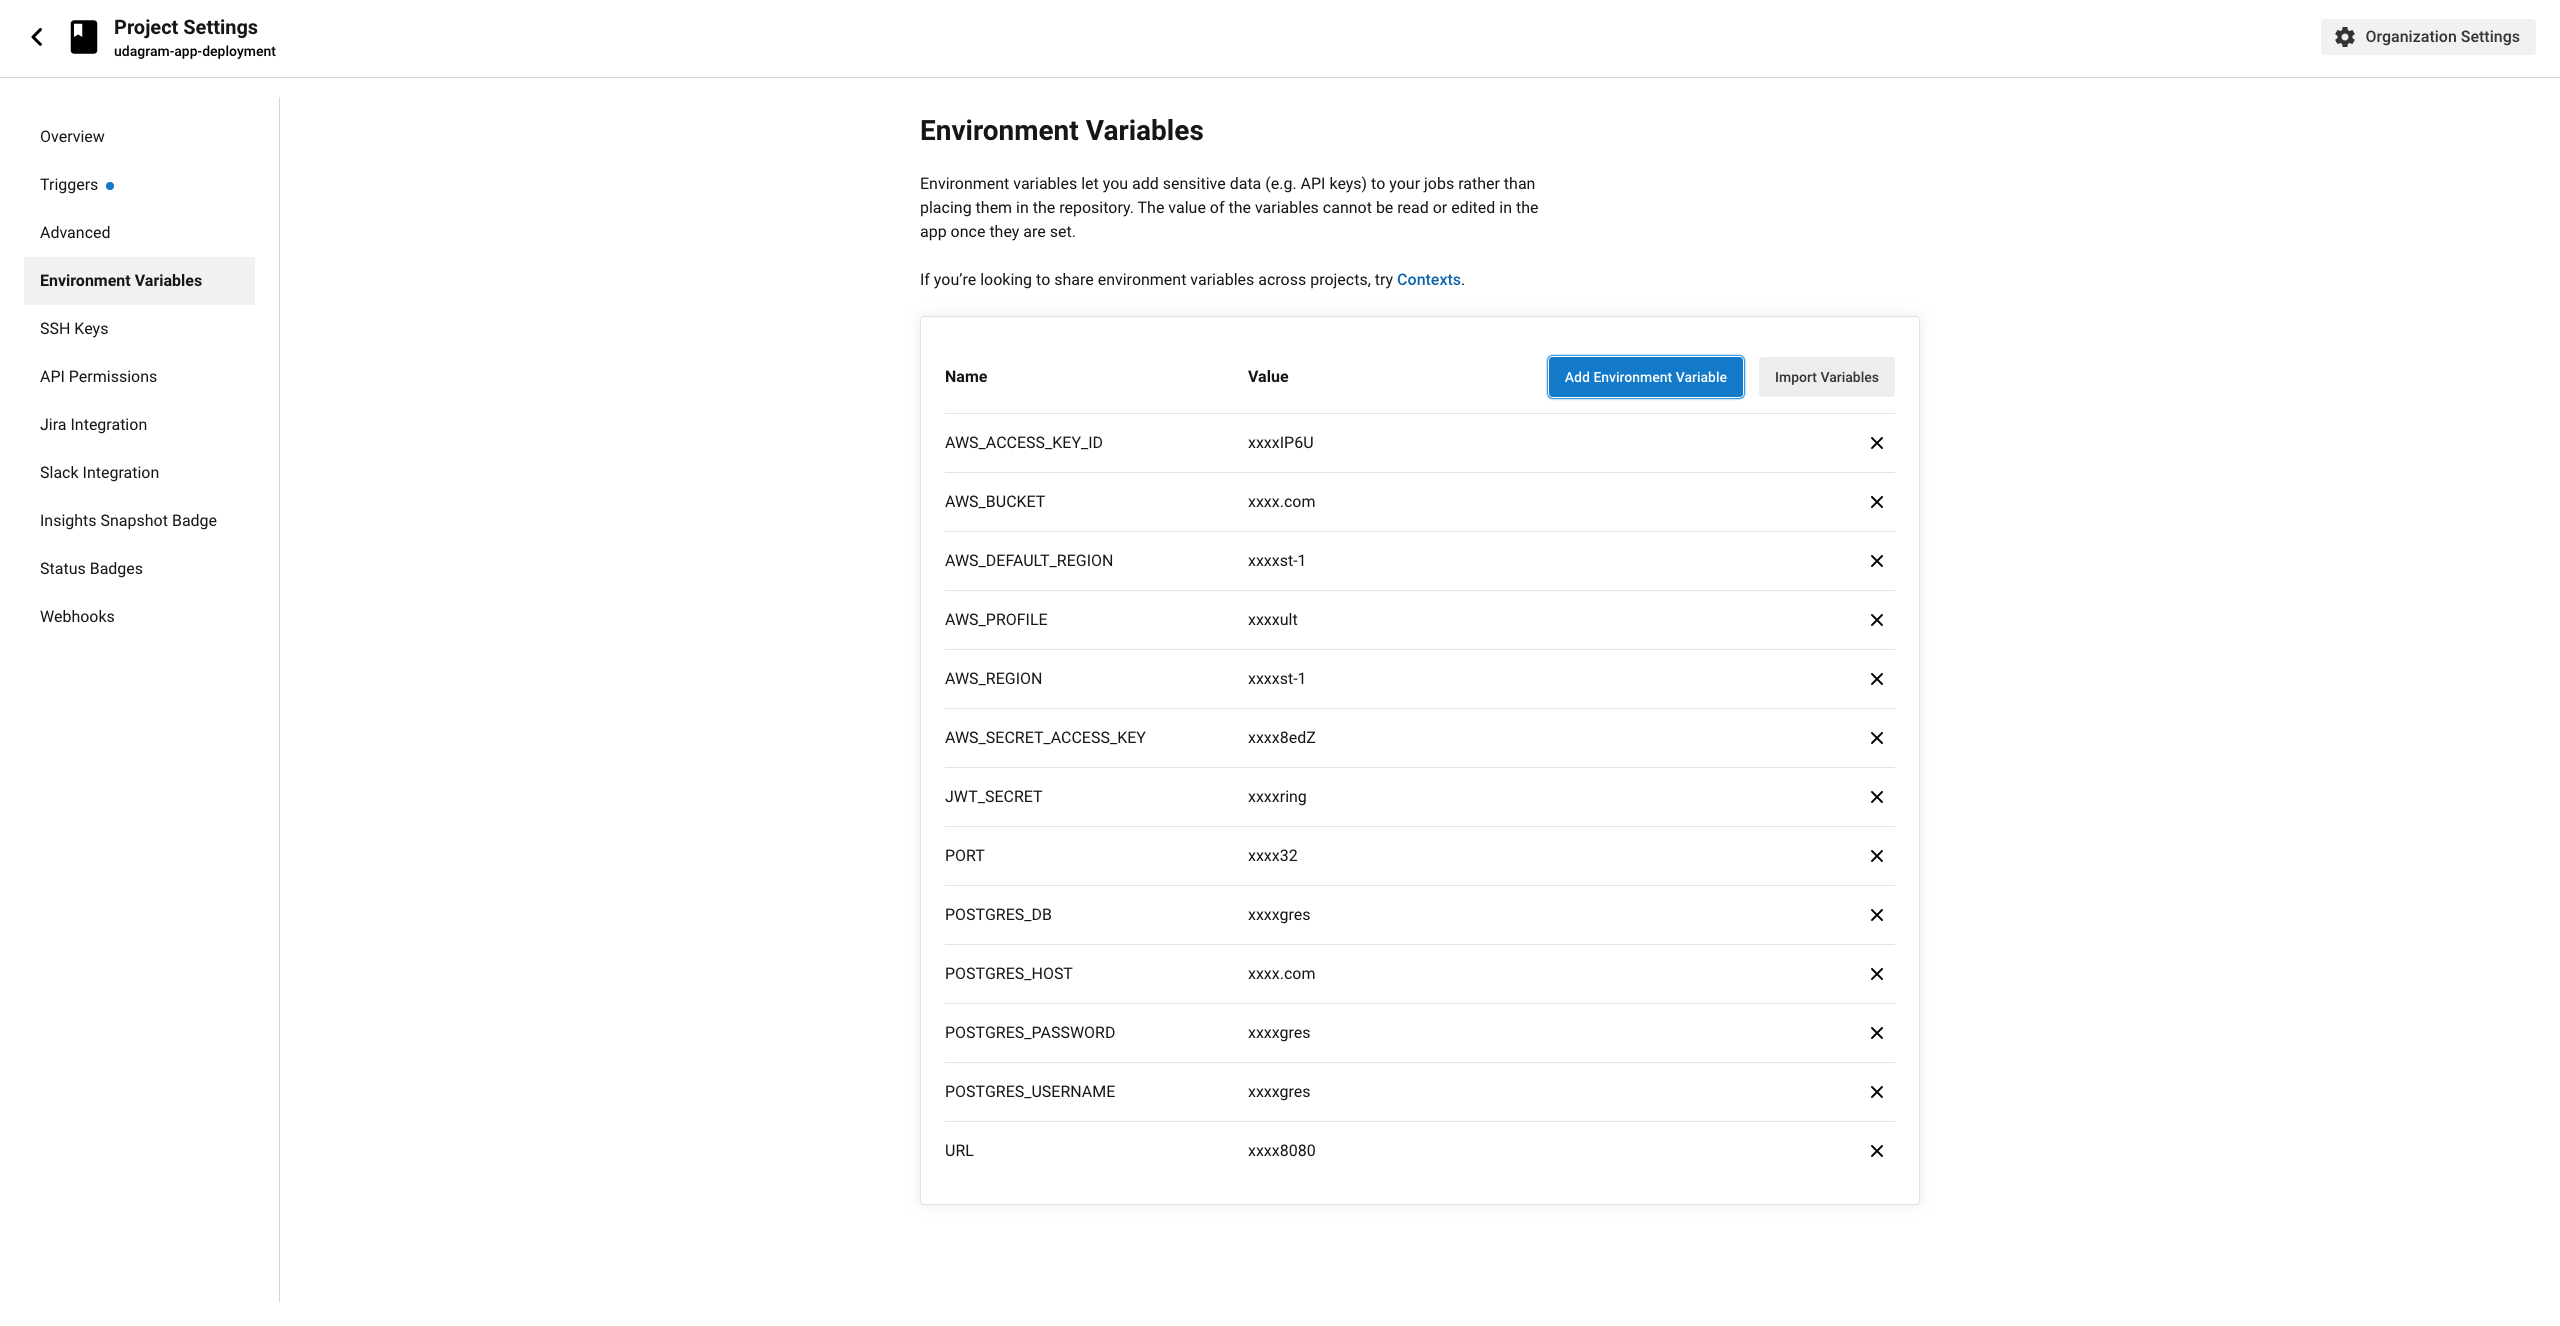 Project Settings
udagram-app-deployment
Organization Settings
Overview
Triggers
Advanced
Environment Variables
SSH Keys
API Permissions
Jira Integration
Slack Integration
Insights Snapshot Badge
Status Badges
Webhooks
Environment Variables
Environment variables let you add sensitive data (e.g. API keys) to your jobs rather than
placing them in the repository. The value of the variables cannot be read or edited in the
app once they are set.
If you’re looking to share environment variables across projects, try Contexts.
Name Value Add Environment Variable Import Variables
AWS_ACCESS_KEY_ID xxxxIP6U
AWS_BUCKET xxxx.com
AWS_DEFAULT_REGION xxxxst-1
AWS_PROFILE xxxxult
AWS_REGION xxxxst-1
AWS_SECRET_ACCESS_KEY xxxx8edZ
JWT_SECRET xxxxring
PORT xxxx32
POSTGRES_DB xxxxgres
POSTGRES_HOST xxxx.com
POSTGRES_PASSWORD xxxxgres
POSTGRES_USERNAME xxxxgres
URL xxxx8080